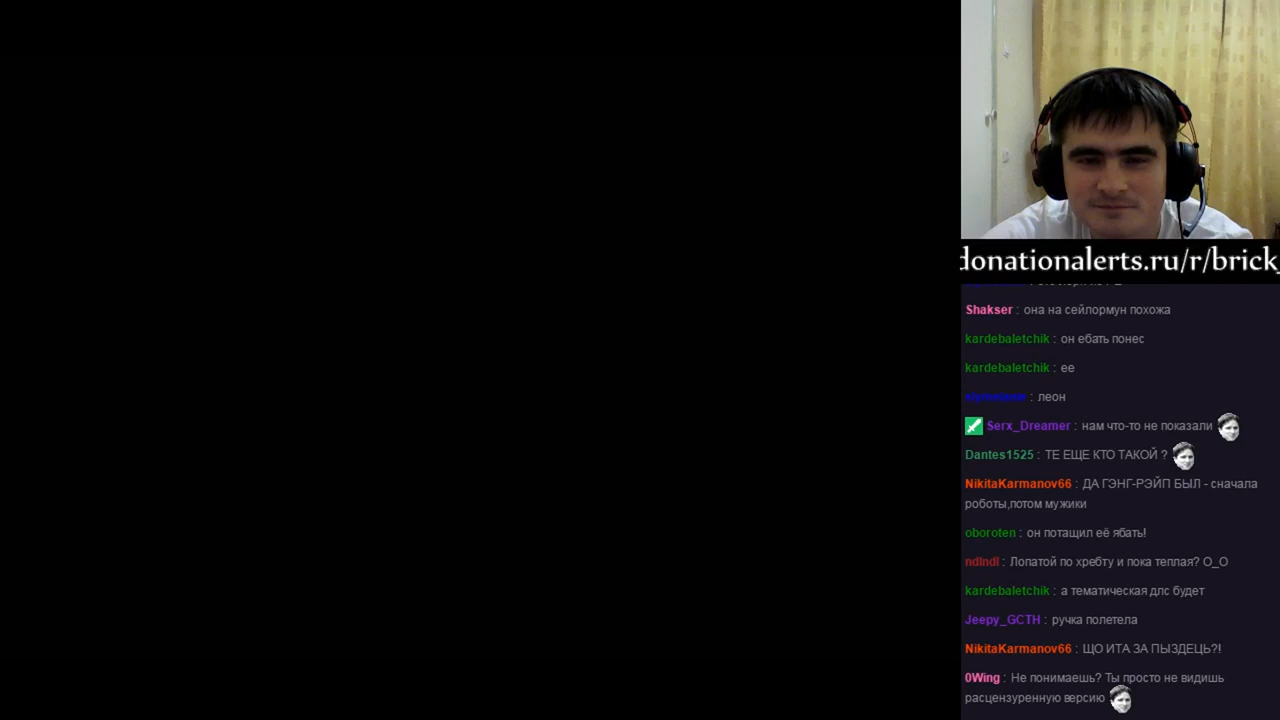 donationalerts.ru/r/brick_
Shakser : она на сейлормун похожа
kardebaletchik : он ебать понес
kardebaletchik : ее
: леон
Serx_Dreamer : нам что-то не показали
Dantes1525 : ТЕ ЕЩЕ КТО ТАКОЙ ?
NikitaKarmanov66 : ДА ГЭНГ-РЭЙП БЫЛ - сначала
роботы,потом мужики
oboroten : он потащил её ябать!
ndlndl : Лопатой по хребту и пока теплая? О_О
kardebaletchik : а тематическая длс будет
Jeepy_GCTH : ручка полетела
NikitaKarmanov66 : ЩО ИТА ЗА ПЫЗДЕЦЬ?!
0Wing : Не понимаешь? Ты просто не видишь
расцензуренную версию